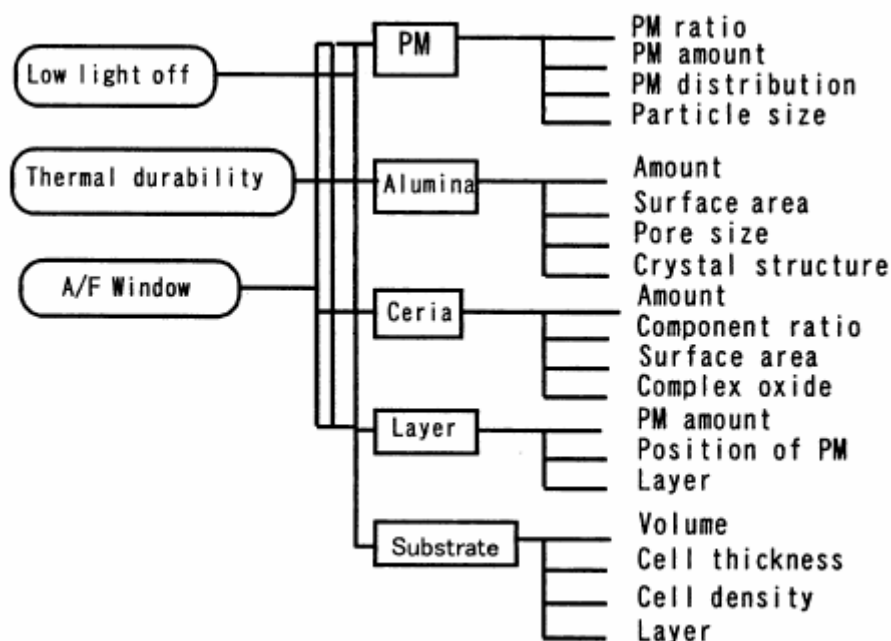 Low light off
Thermal durability
A/F Window
PM
PM ratio
PM amount
PM distribution
Particle size
Alumina
Amount
Surface area
Pore size
Crystal structure
Ceria
Amount
Component ratio
Surface area
Complex oxide
Layer
PM amount
Position of PM
Layer
Substrate
Volume
Cell thickness
Cell density
Layer